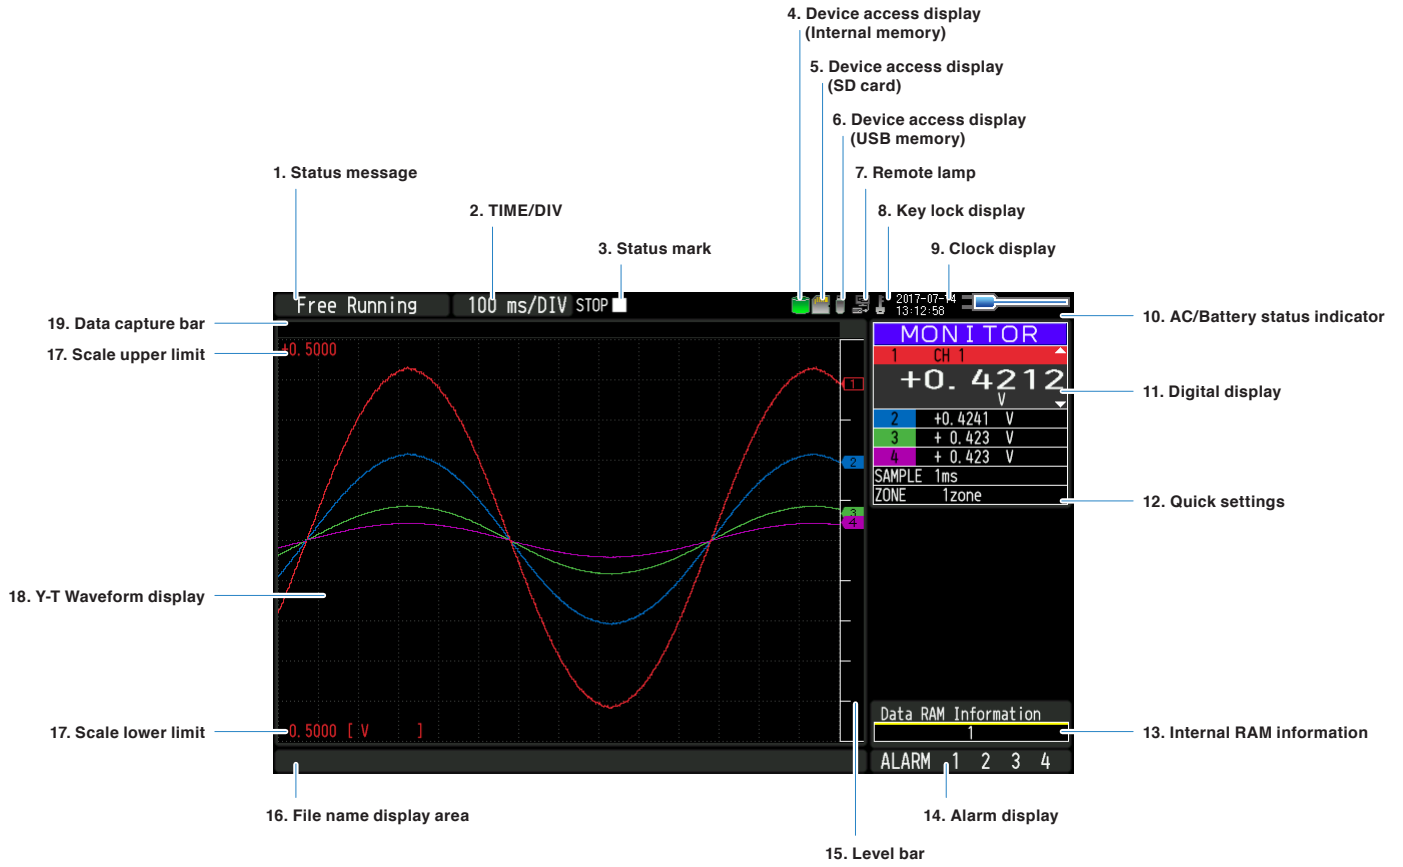 4. Device access display
(Internal memory)
5. Device access display
(SD card)
6. Device access display
(USB memory)
1. Status message
7. Remote lamp
2. TIME/DIV
8. Key lock display
3. Status mark
9. Clock display
Free Running
100 ms/DIV STOP
2017-07-14
13:12:58
19. Data capture bar
10. AC/Battery status indicator
17. Scale upper limit
+0.5000
MONITOR
1 CH 1
+0.4212
V
11. Digital display
1
2 +0.4241 V
3 + 0.423 V
4 + 0.423 V
2
SAMPLE 1ms
ZONE 1zone
12. Quick settings
3
4
18. Y-T Waveform display
Data RAM Information
1
17. Scale lower limit
0.5000 [ V ]
13. Internal RAM information
ALARM 1 2 3 4
16. File name display area
14. Alarm display
15. Level bar